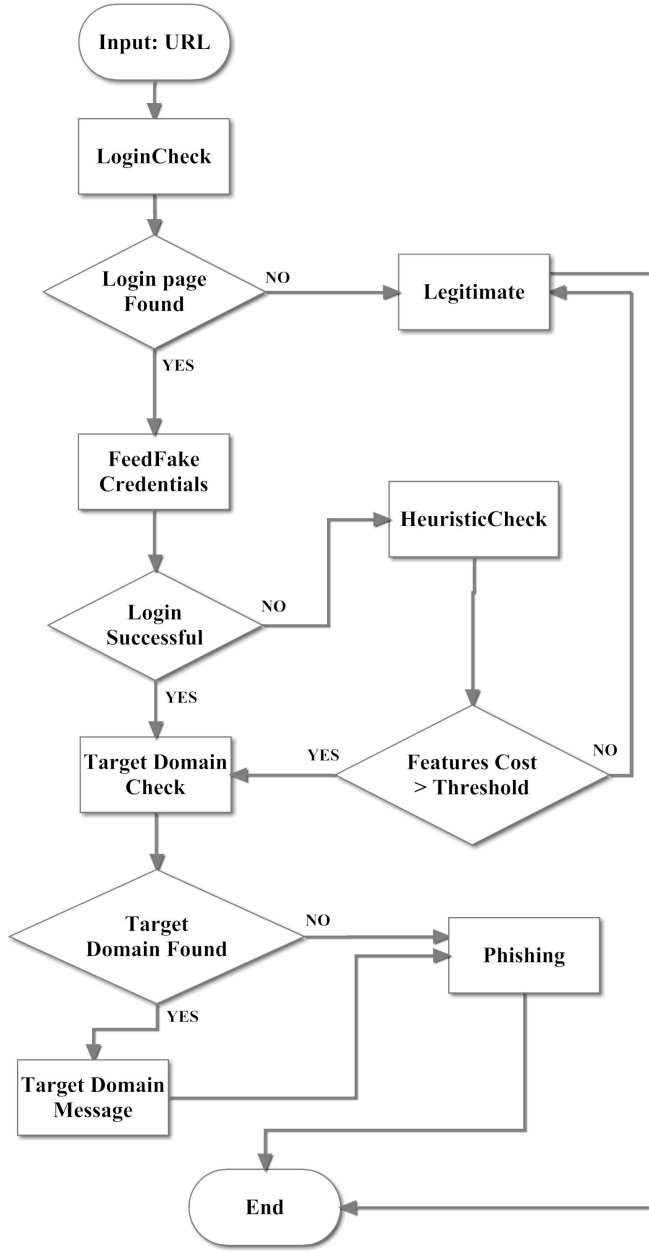 Input: URL
LoginCheck
Login page
Found
NO
Legitimate
YES
FeedFake
Credentials
HeuristicCheck
Login
Successful
NO
YES
Target Domain
Check
YES
Features Cost
> Threshold
NO
Target
Domain Found
NO
Phishing
YES
Target Domain
Message
End